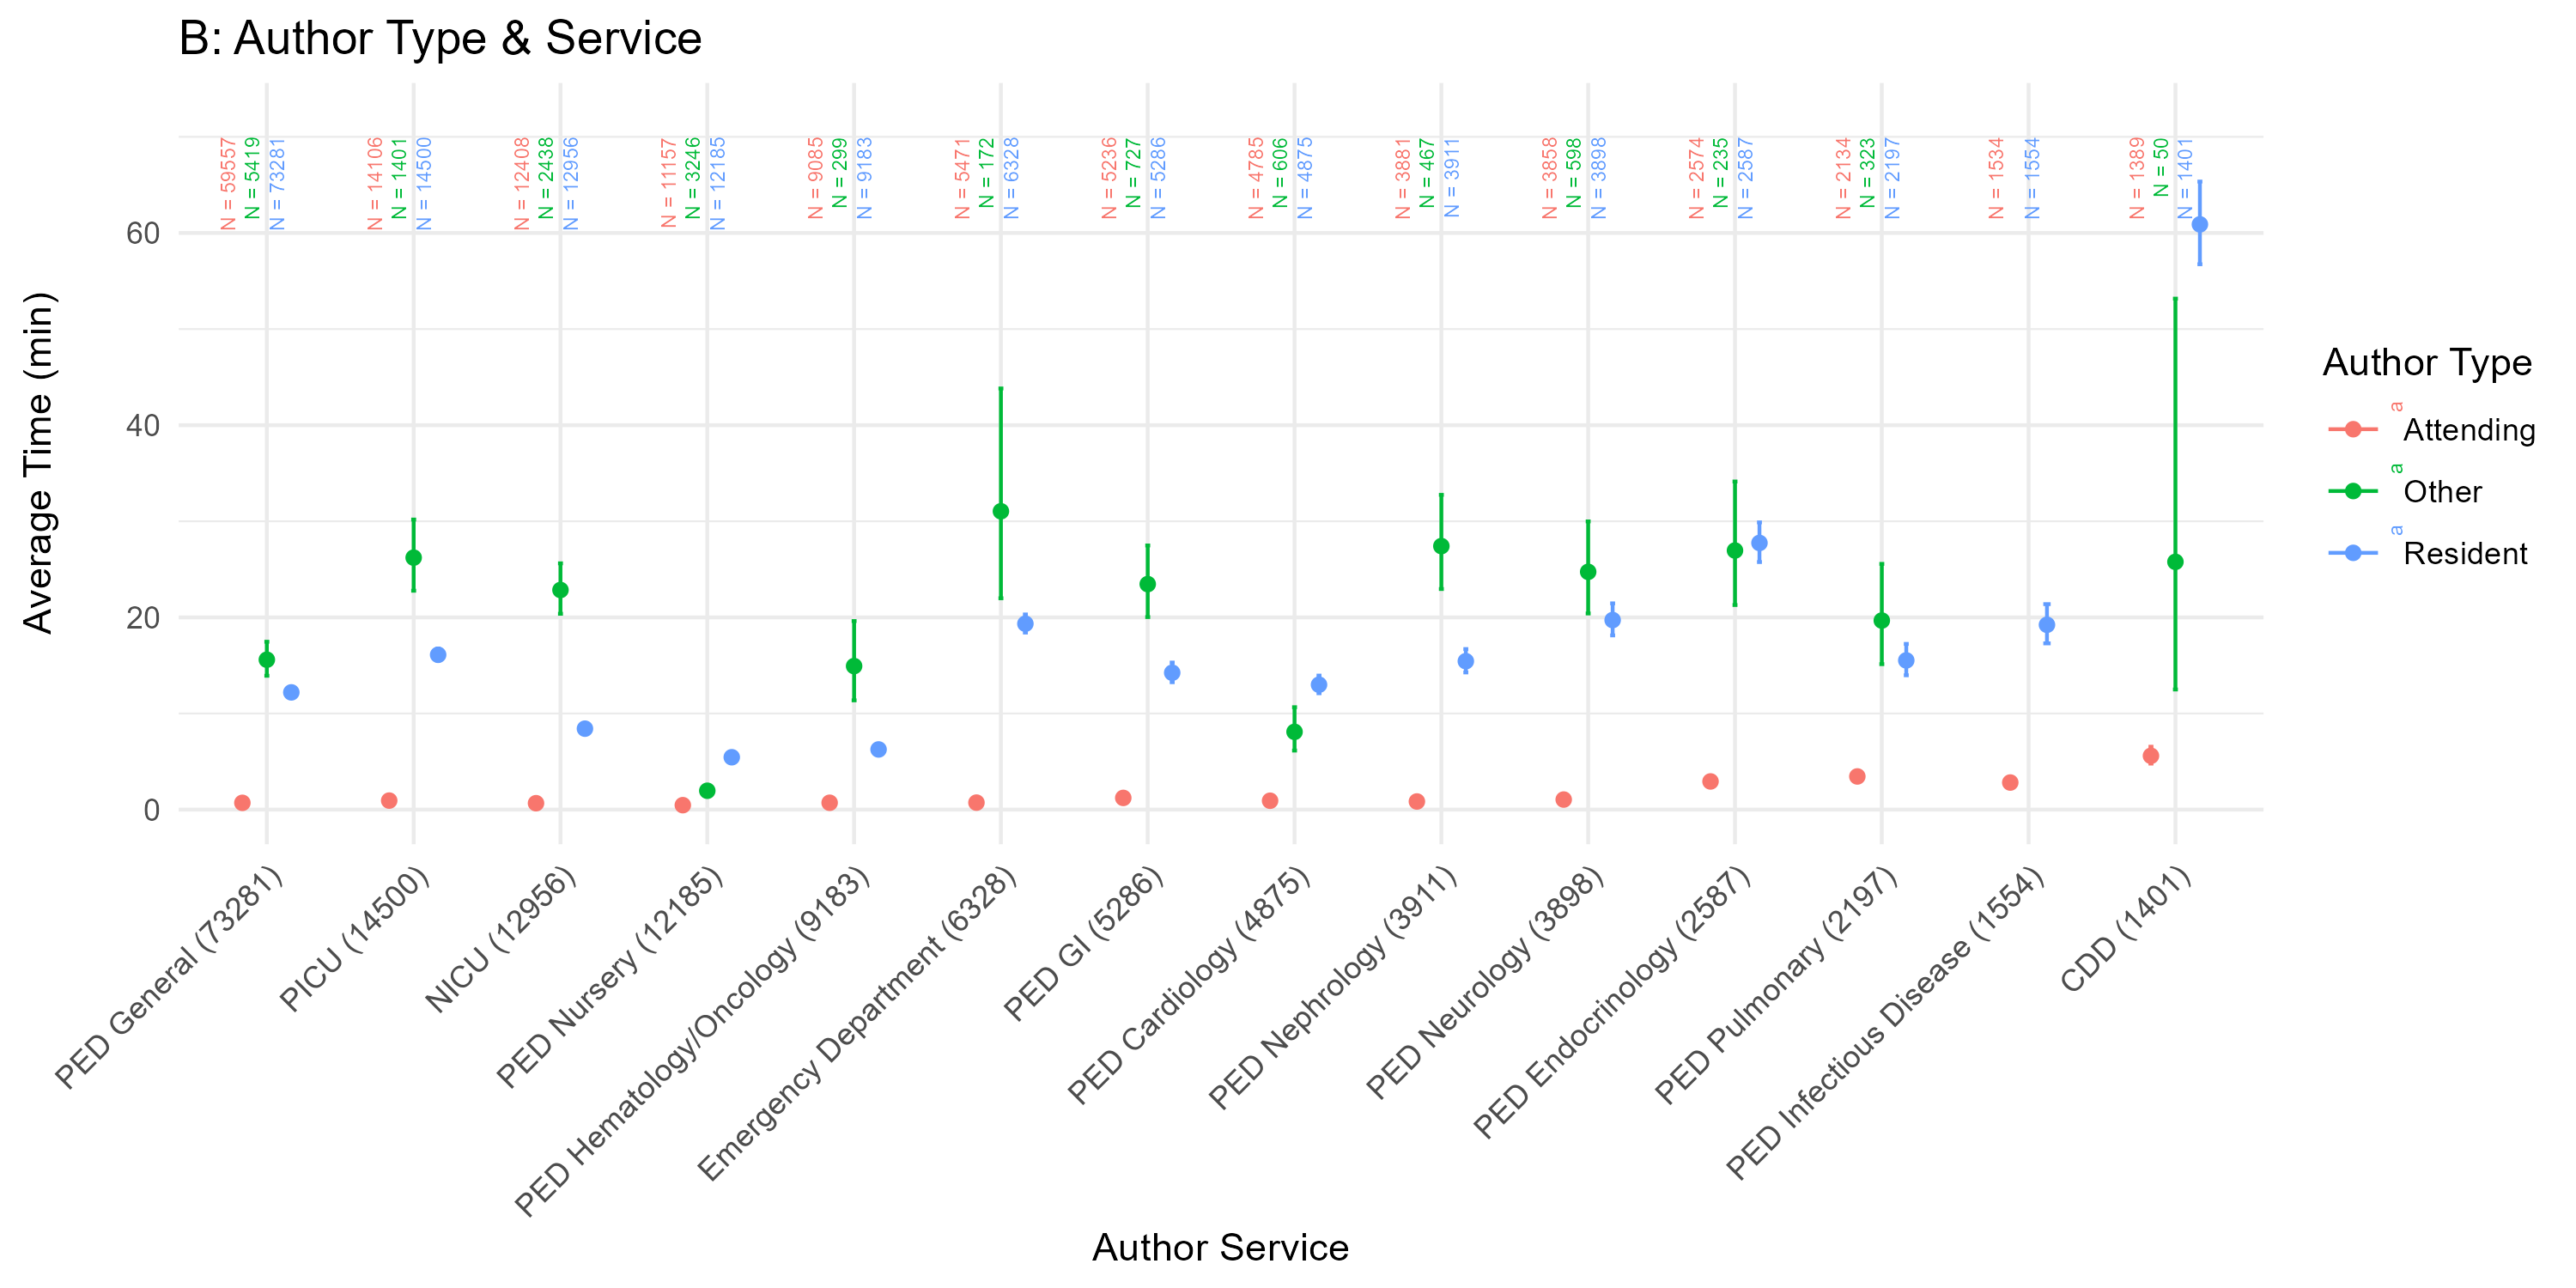 B: Author Type & Service
N = 59557
N = 5419
N = 73281
N = 14106
N = 1401
N = 14500
N = 12408
N = 2438
N = 12956
N = 11157
N = 3246
N = 12185
N = 9085
N = 299
N = 9183
N = 5471
N = 172
N = 6328
N = 5236
N = 727
N = 5286
N = 4785
N = 606
N = 4875
N = 3881
N = 467
N = 3911
N = 3858
N = 598
N = 3898
N = 2574
N = 235
N = 2587
N = 2134
N = 323
N = 2197
N = 1534
N = 1554
N = 1389
N = 50
N = 1401
Average Time (min)
60
40
20
0
PED General (73281)
PICU (14500)
NICU (12956)
PED Nursery (12185)
PED Hematology/Oncology (9183)
Emergency Department (6328)
PED GI (5286)
PED Cardiology (4875)
PED Nephrology (3911)
PED Neurology (3898)
PED Endocrinology (2587)
PED Pulmonary (2197)
PED Infectious Disease (1554)
CDD (1401)
Author Service
Author Type
a
Attending
a
Other
a
Resident